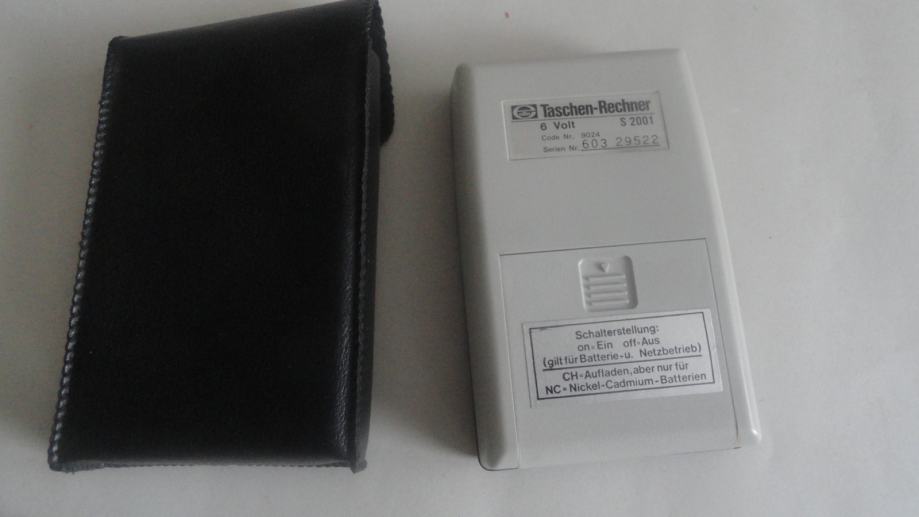 Taschen-Rechner
6 Volt S 2001
Code Nr. 9024
Serien Nr. 603 29522
Schalterstellung:
on=Ein off=Aus
(gilt für Batterie-u. Netzbetrieb)
CH=Aufladen, aber nur für
NC=Nickel-Cadmium-Batterien